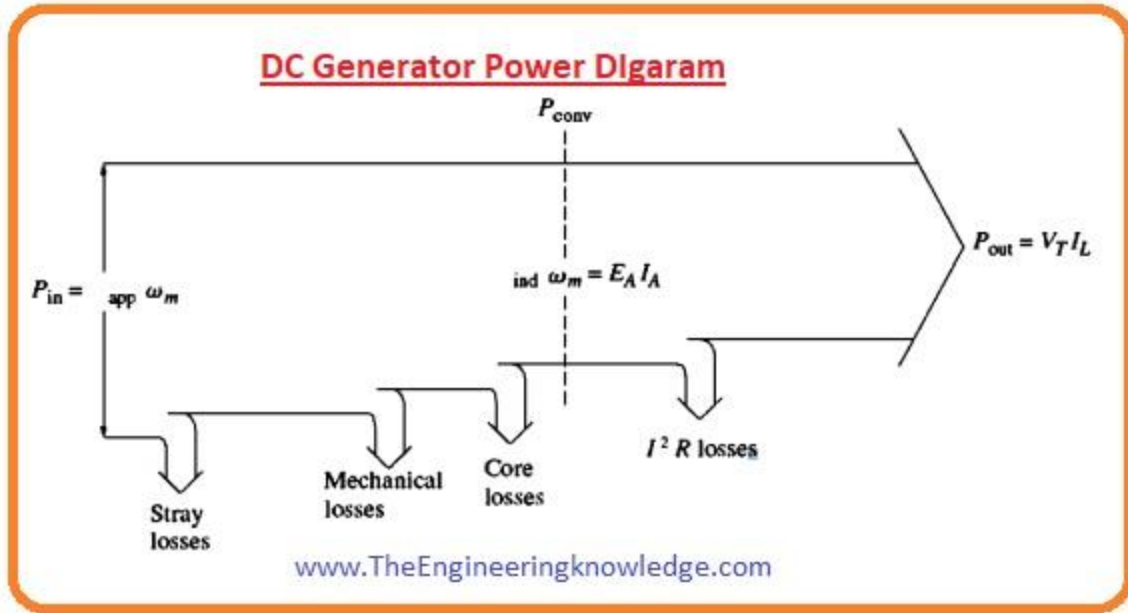 DC Generator Power DIgaram
P_conv
P_in = app ω_m
ind ω_m = E_A I_A
P_out = V_T I_L
Stray
losses
Mechanical
losses
Core
losses
I² R losses
www.TheEngineeringknowledge.com